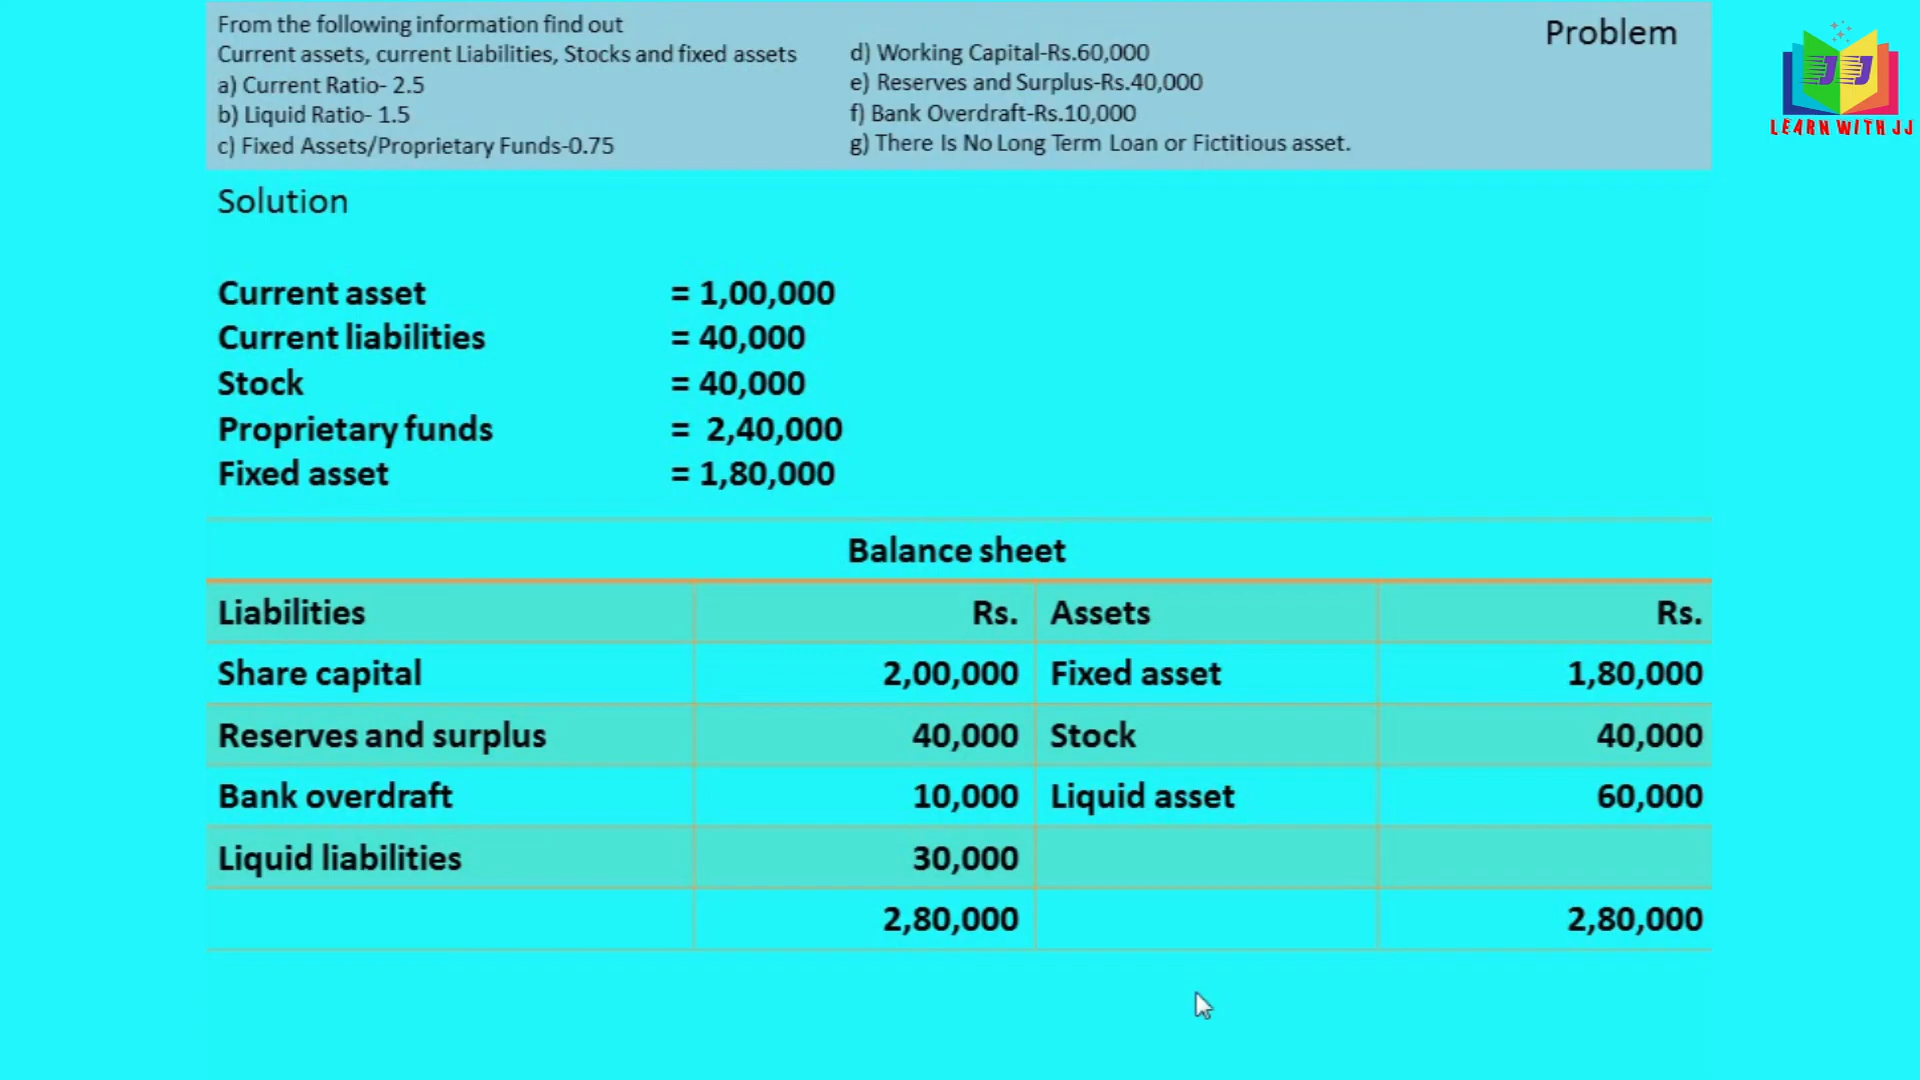 From the following information find out
Current assets, current Liabilities, Stocks and fixed assets
a) Current Ratio- 2.5
b) Liquid Ratio- 1.5
c) Fixed Assets/Proprietary Funds-0.75
d) Working Capital-Rs.60,000
e) Reserves and Surplus-Rs.40,000
f) Bank Overdraft-Rs.10,000
g) There Is No Long Term Loan or Fictitious asset.
Problem
JJ
LEARN WITH JJ
Solution
Current asset = 1,00,000
Current liabilities = 40,000
Stock = 40,000
Proprietary funds = 2,40,000
Fixed asset = 1,80,000
Balance sheet
Liabilities Rs. Assets Rs.
Share capital 2,00,000 Fixed asset 1,80,000
Reserves and surplus 40,000 Stock 40,000
Bank overdraft 10,000 Liquid asset 60,000
Liquid liabilities 30,000
2,80,000 2,80,000